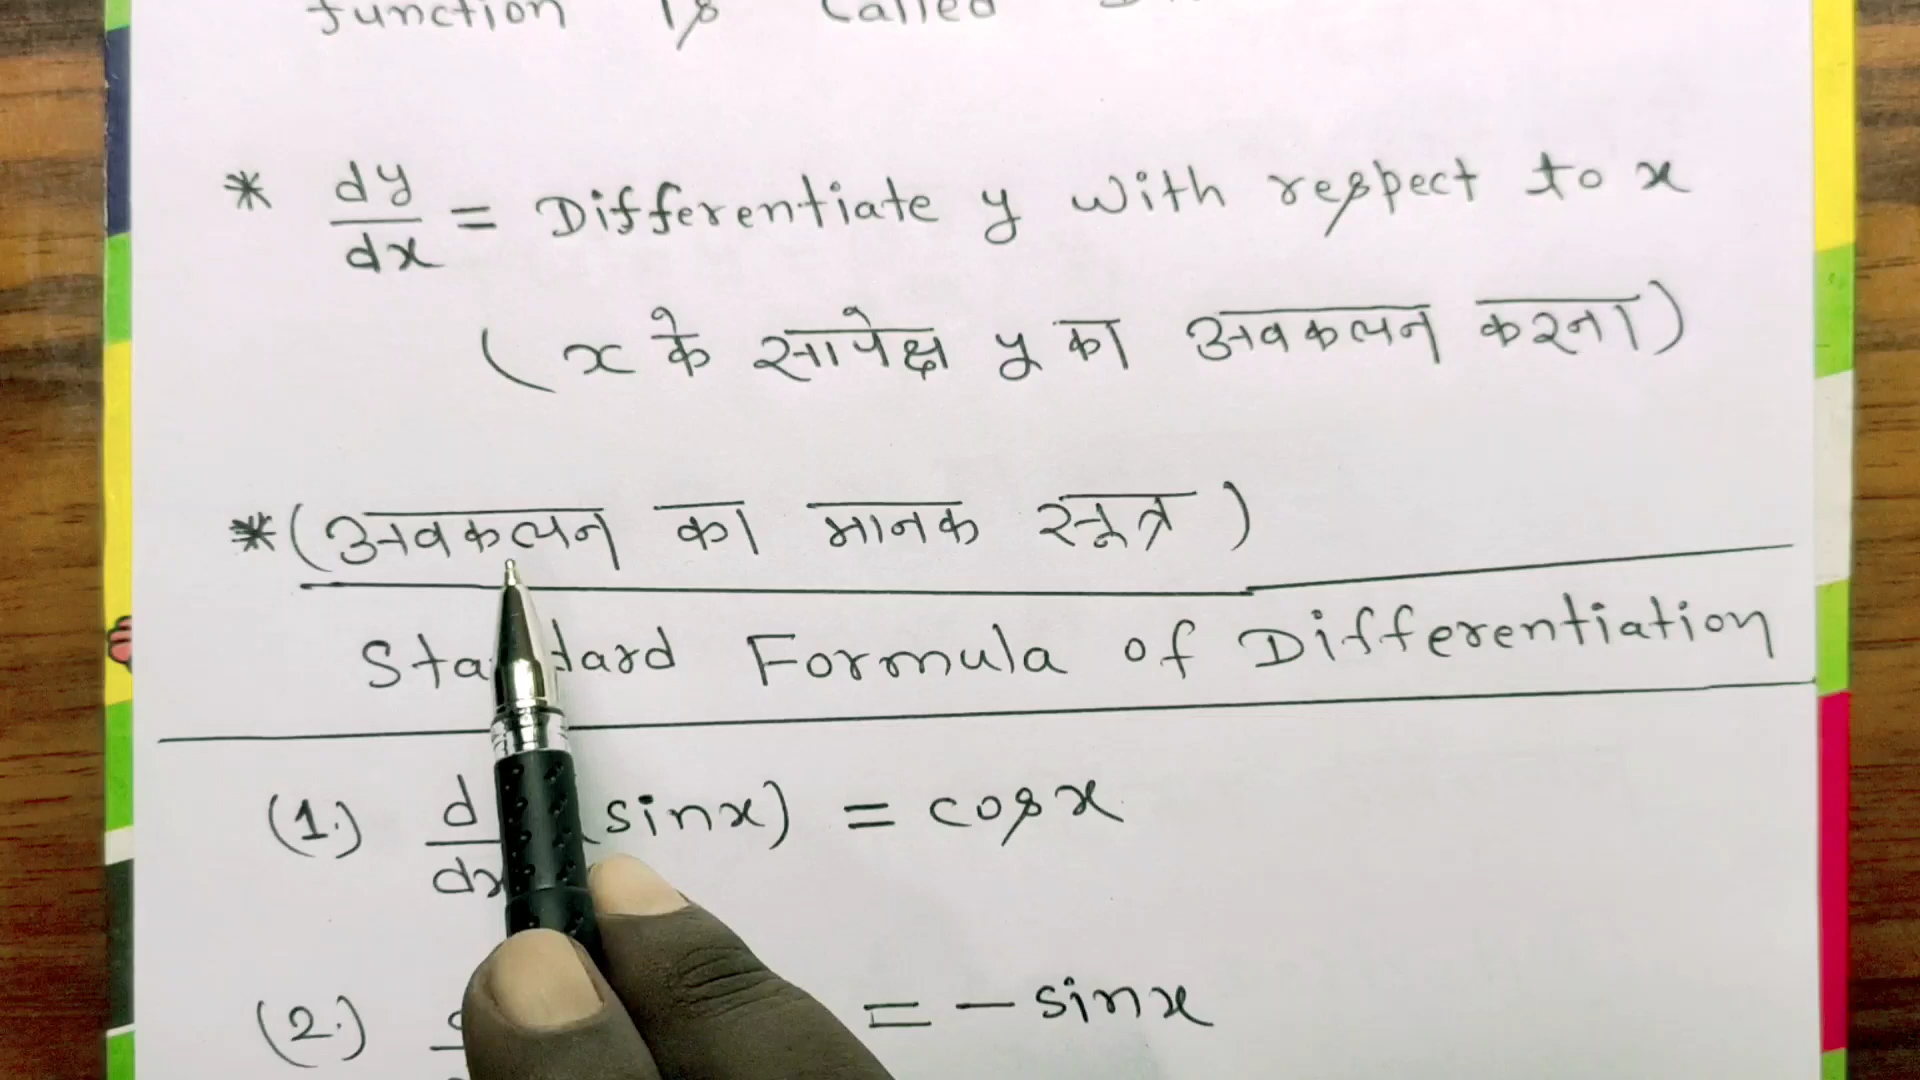 function is called
* dy/dx = Differentiate y with respect to x
( x के सापेक्ष y का अवकलन करना )
* ( अवकलन का मानक सूत्र )
Standard Formula of Differentiation
(1.) d/dx (sinx) = cosx
(2.) = - sinx